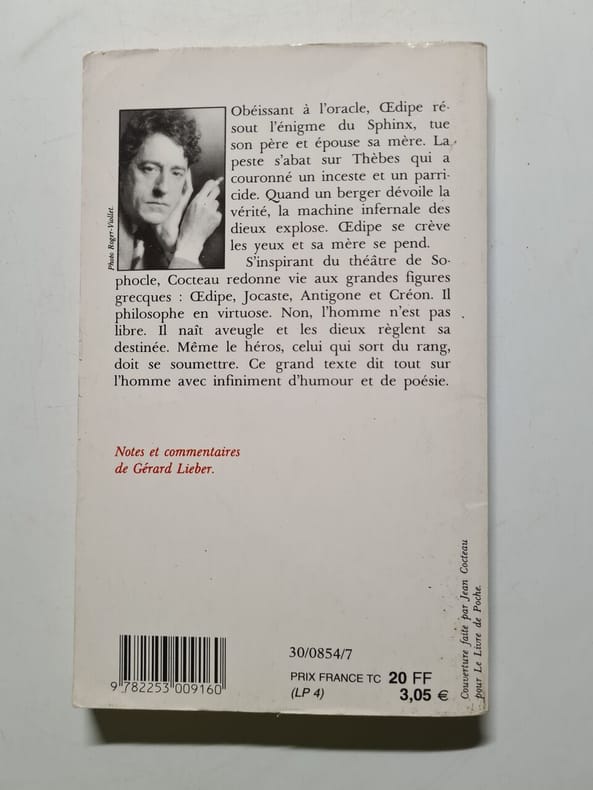 Photo Roger-Viollet.
Obéissant à l'oracle, Œdipe ré-
sout l'énigme du Sphinx, tue
son père et épouse sa mère. La
peste s'abat sur Thèbes qui a
couronné un inceste et un parri-
cide. Quand un berger dévoile la
vérité, la machine infernale des
dieux explose. Œdipe se crève
les yeux et sa mère se pend.
S'inspirant du théâtre de So-
phocle, Cocteau redonne vie aux grandes figures
grecques : Œdipe, Jocaste, Antigone et Créon. Il
philosophe en virtuose. Non, l'homme n'est pas
libre. Il naît aveugle et les dieux règlent sa
destinée. Même le héros, celui qui sort du rang,
doit se soumettre. Ce grand texte dit tout sur
l'homme avec infiniment d'humour et de poésie.
Notes et commentaires
de Gérard Lieber.
Couverture faite par Jean Cocteau
pour Le Livre de Poche.
9 782253 009160
30/0854/7
PRIX FRANCE TC 20 FF
(LP 4) 3,05 €